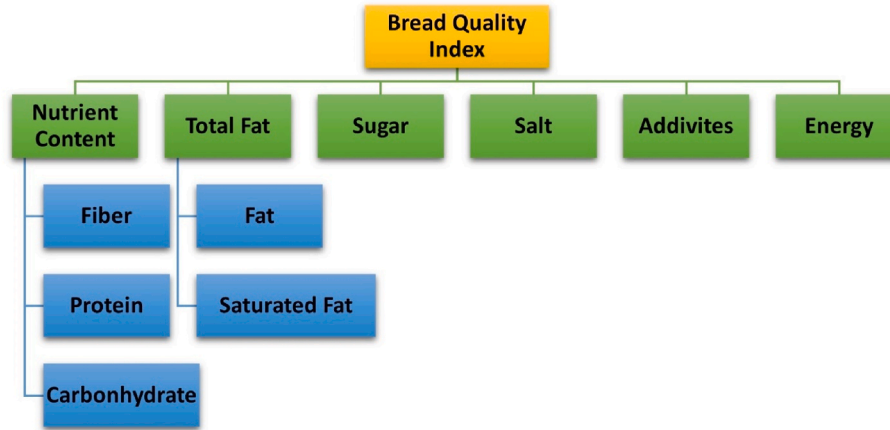 Bread Quality
Index
Nutrient
Content
Total Fat
Sugar
Salt
Addivites
Energy
Fiber
Fat
Protein
Saturated Fat
Carbonhydrate